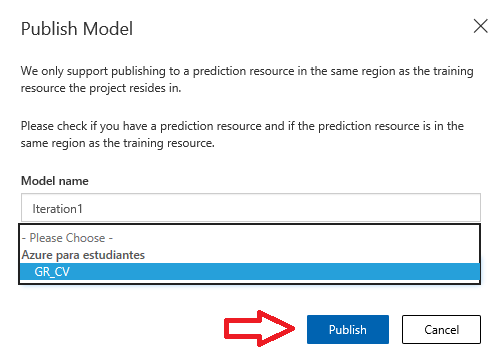 Publish Model
We only support publishing to a prediction resource in the same region as the training
resource the project resides in.
Please check if you have a prediction resource and if the prediction resource is in the
same region as the training resource.
Model name
Iteration1
- Please Choose -
Azure para estudiantes
GR_CV
Publish
Cancel